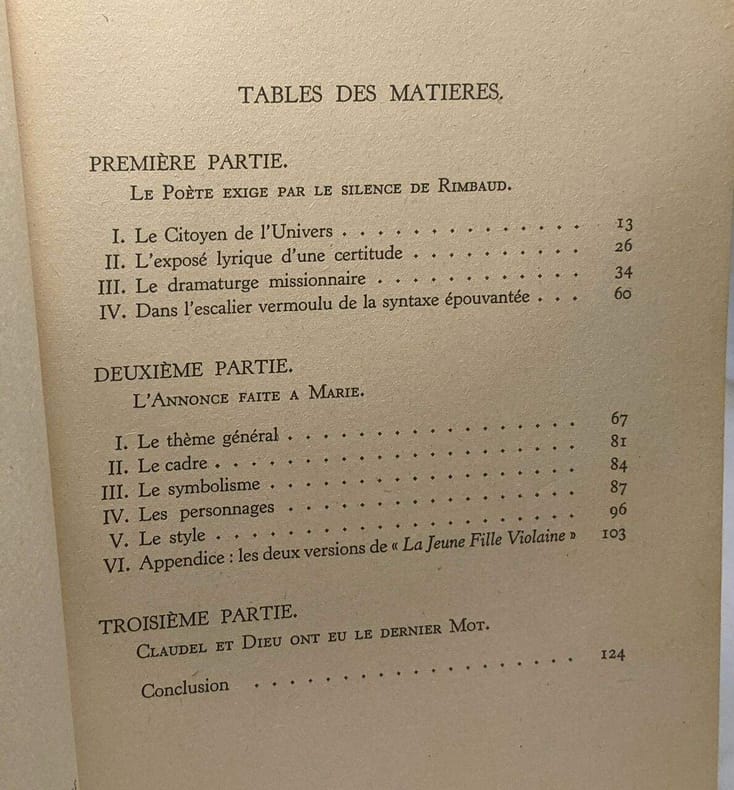 TABLES DES MATIERES.
PREMIÈRE PARTIE.
LE POÈTE EXIGE PAR LE SILENCE DE RIMBAUD.
I. Le Citoyen de l'Univers . . . . . . . . . . . . . 13
II. L'exposé lyrique d'une certitude . . . . . . . . . 26
III. Le dramaturge missionnaire . . . . . . . . . . . 34
IV. Dans l'escalier vermoulu de la syntaxe épouvantée . . . 60
DEUXIÈME PARTIE.
L'ANNONCE FAITE A MARIE.
I. Le thème général . . . . . . . . . . . . . . . . 67
II. Le cadre . . . . . . . . . . . . . . . . . . . . 81
III. Le symbolisme . . . . . . . . . . . . . . . . . 84
IV. Les personnages . . . . . . . . . . . . . . . . 87
V. Le style . . . . . . . . . . . . . . . . . . . . 96
VI. Appendice : les deux versions de « La Jeune Fille Violaine » 103
TROISIÈME PARTIE.
CLAUDEL ET DIEU ONT EU LE DERNIER MOT.
Conclusion . . . . . . . . . . . . . . . . . . . 124